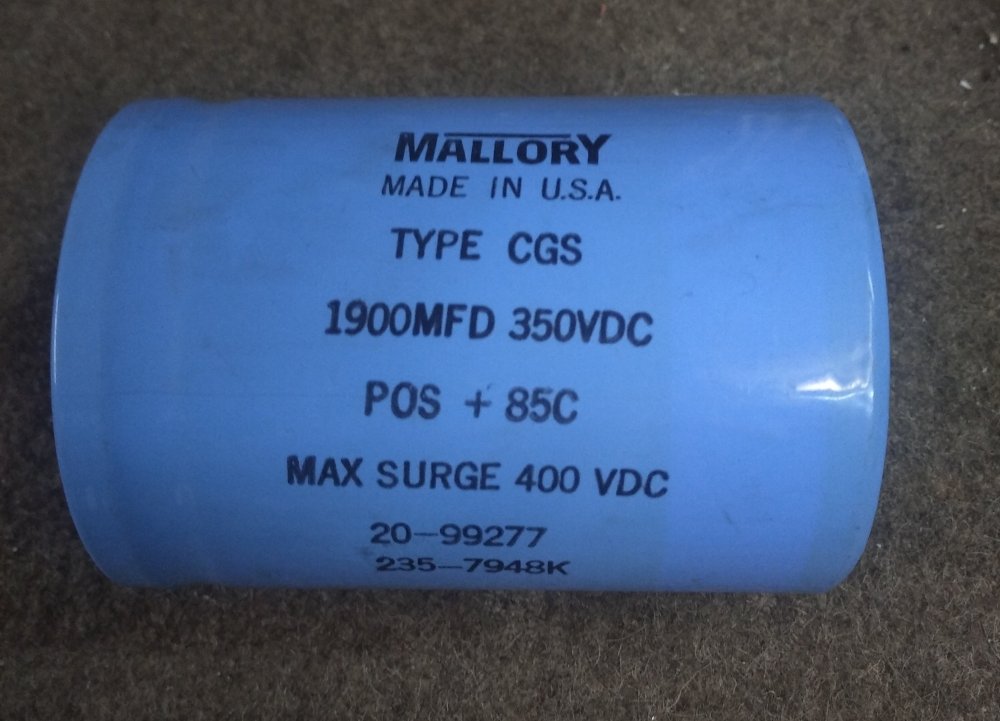 MALLORY
MADE IN U.S.A.
TYPE CGS
1900MFD 350VDC
POS + 85C
MAX SURGE 400 VDC
20-99277
235-7948K